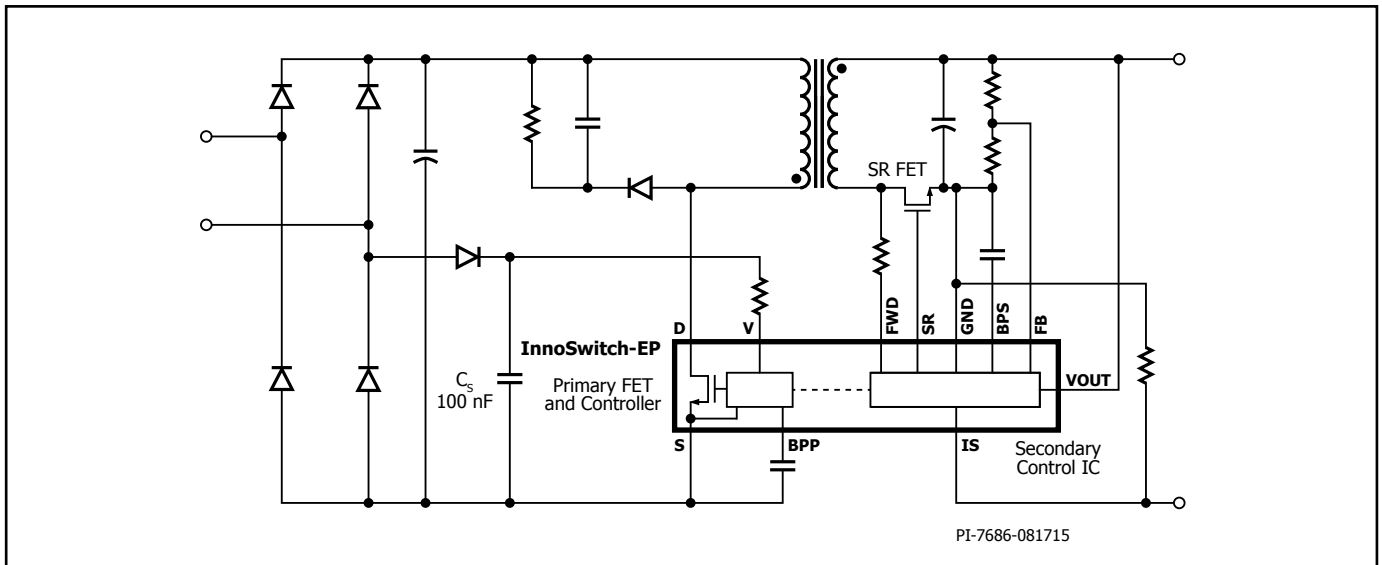 SR FET
FWD
SR
GND
BPS
FB
D
V
InnoSwitch-EP
Primary FET
and Controller
C_S
100 nF
VOUT
S
BPP
IS
Secondary
Control IC
PI-7686-081715